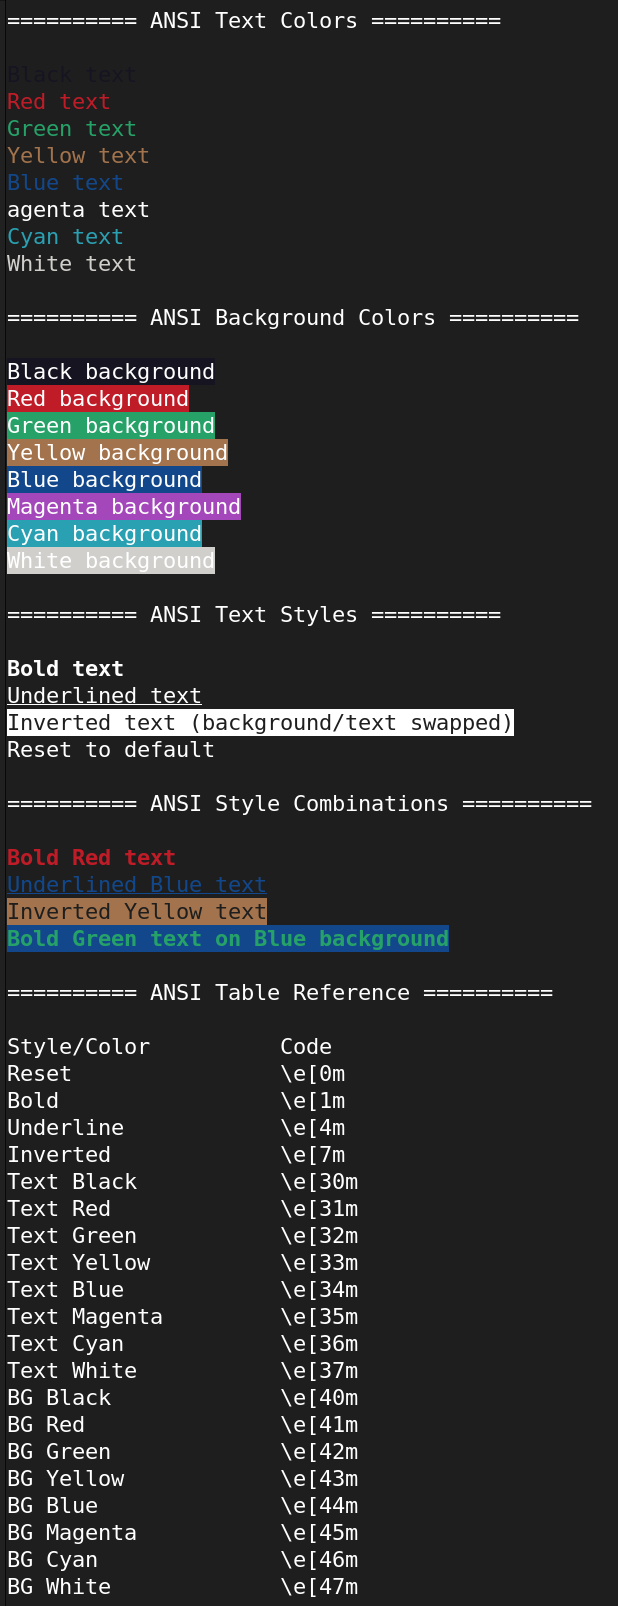 ========== ANSI Text Colors ==========
Black text
Red text
Green text
Yellow text
Blue text
agenta text
Cyan text
White text
========== ANSI Background Colors ==========
Black background
Red background
Green background
Yellow background
Blue background
Magenta background
Cyan background
White background
========== ANSI Text Styles ==========
Bold text
Underlined text
Inverted text (background/text swapped)
Reset to default
========== ANSI Style Combinations ==========
Bold Red text
Underlined Blue text
Inverted Yellow text
Bold Green text on Blue background
========== ANSI Table Reference ==========
Style/Color          Code
Reset                \e[0m
Bold                 \e[1m
Underline            \e[4m
Inverted             \e[7m
Text Black           \e[30m
Text Red             \e[31m
Text Green           \e[32m
Text Yellow          \e[33m
Text Blue            \e[34m
Text Magenta         \e[35m
Text Cyan            \e[36m
Text White           \e[37m
BG Black             \e[40m
BG Red               \e[41m
BG Green             \e[42m
BG Yellow            \e[43m
BG Blue              \e[44m
BG Magenta           \e[45m
BG Cyan              \e[46m
BG White             \e[47m